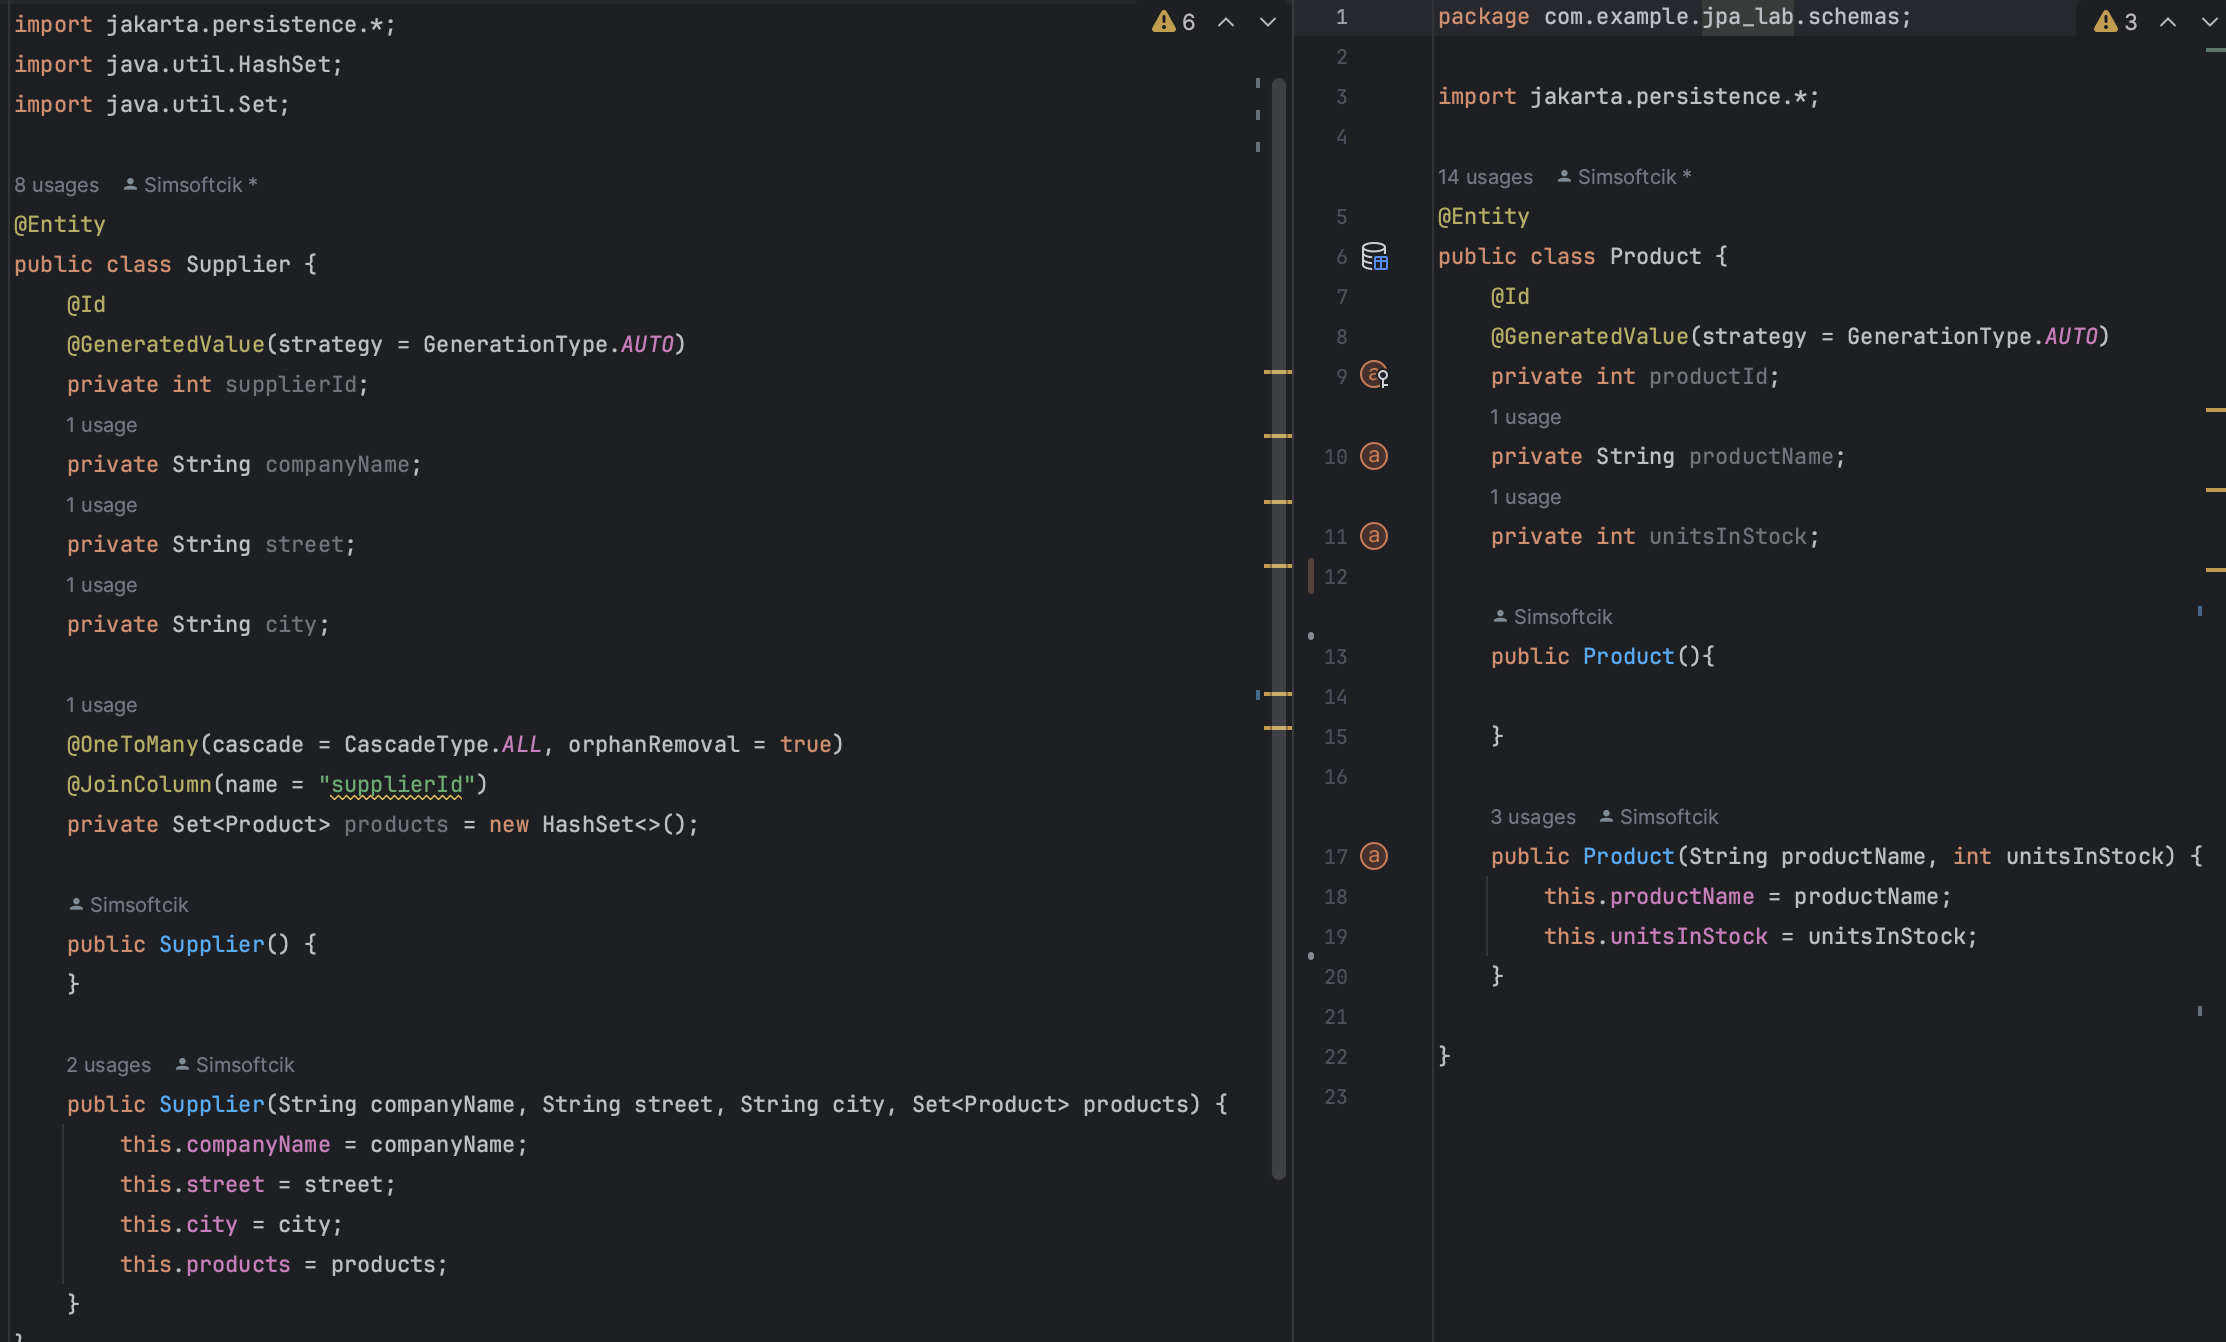 import jakarta.persistence.*;
import java.util.HashSet;
import java.util.Set;
6
8 usages Simsoftcik *
@Entity
public class Supplier {
@Id
@GeneratedValue(strategy = GenerationType.AUTO)
private int supplierId;
1 usage
private String companyName;
1 usage
private String street;
1 usage
private String city;
1 usage
@OneToMany(cascade = CascadeType.ALL, orphanRemoval = true)
@JoinColumn(name = "supplierId")
private Set<Product> products = new HashSet<>();
Simsoftcik
public Supplier() {
}
2 usages Simsoftcik
public Supplier(String companyName, String street, String city, Set<Product> products) {
this.companyName = companyName;
this.street = street;
this.city = city;
this.products = products;
}
}
1 package com.example.jpa_lab.schemas;
3
2
3 import jakarta.persistence.*;
4
14 usages Simsoftcik *
5 @Entity
6 public class Product {
7 @Id
8 @GeneratedValue(strategy = GenerationType.AUTO)
9 private int productId;
1 usage
10 private String productName;
1 usage
11 private int unitsInStock;
12
Simsoftcik
13 public Product(){
14
15 }
16
3 usages Simsoftcik
17 public Product(String productName, int unitsInStock) {
18 this.productName = productName;
19 this.unitsInStock = unitsInStock;
20 }
21
22 }
23